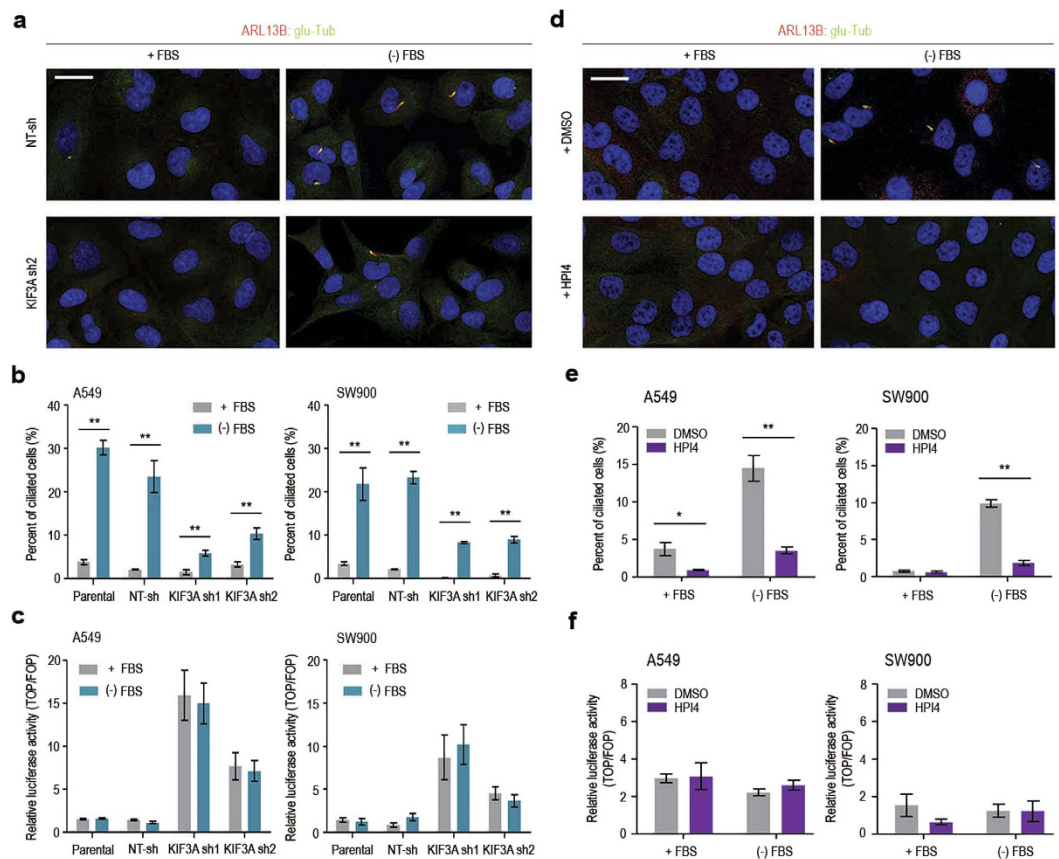 a
ARL13B: glu-Tub
+ FBS
(-) FBS
NT-sh
KIF3A sh2
b
A549
+ FBS
(-) FBS
Percent of ciliated cells (%)
40
30
20
10
0
**
**
**
**
Parental
NT-sh
KIF3A sh1
KIF3A sh2
SW900
+ FBS
(-) FBS
Percent of ciliated cells (%)
40
30
20
10
0
**
**
**
**
Parental
NT-sh
KIF3A sh1
KIF3A sh2
c
A549
+ FBS
(-) FBS
Relative luciferase activity (TOP/FOP)
20
15
10
5
0
Parental
NT-sh
KIF3A sh1
KIF3A sh2
SW900
+ FBS
(-) FBS
Relative luciferase activity (TOP/FOP)
20
15
10
5
0
Parental
NT-sh
KIF3A sh1
KIF3A sh2
d
ARL13B: glu-Tub
+ FBS
(-) FBS
+ DMSO
+ HPI4
e
A549
DMSO
HPI4
Percent of ciliated cells (%)
20
15
10
5
0
*
**
+ FBS
(-) FBS
SW900
DMSO
HPI4
Percent of ciliated cells (%)
20
15
10
5
0
**
+ FBS
(-) FBS
f
A549
DMSO
HPI4
Relative luciferase activity
(TOP/FOP)
8
6
4
2
0
+ FBS
(-) FBS
SW900
DMSO
HPI4
Relative luciferase activity
(TOP/FOP)
8
6
4
2
0
+ FBS
(-) FBS